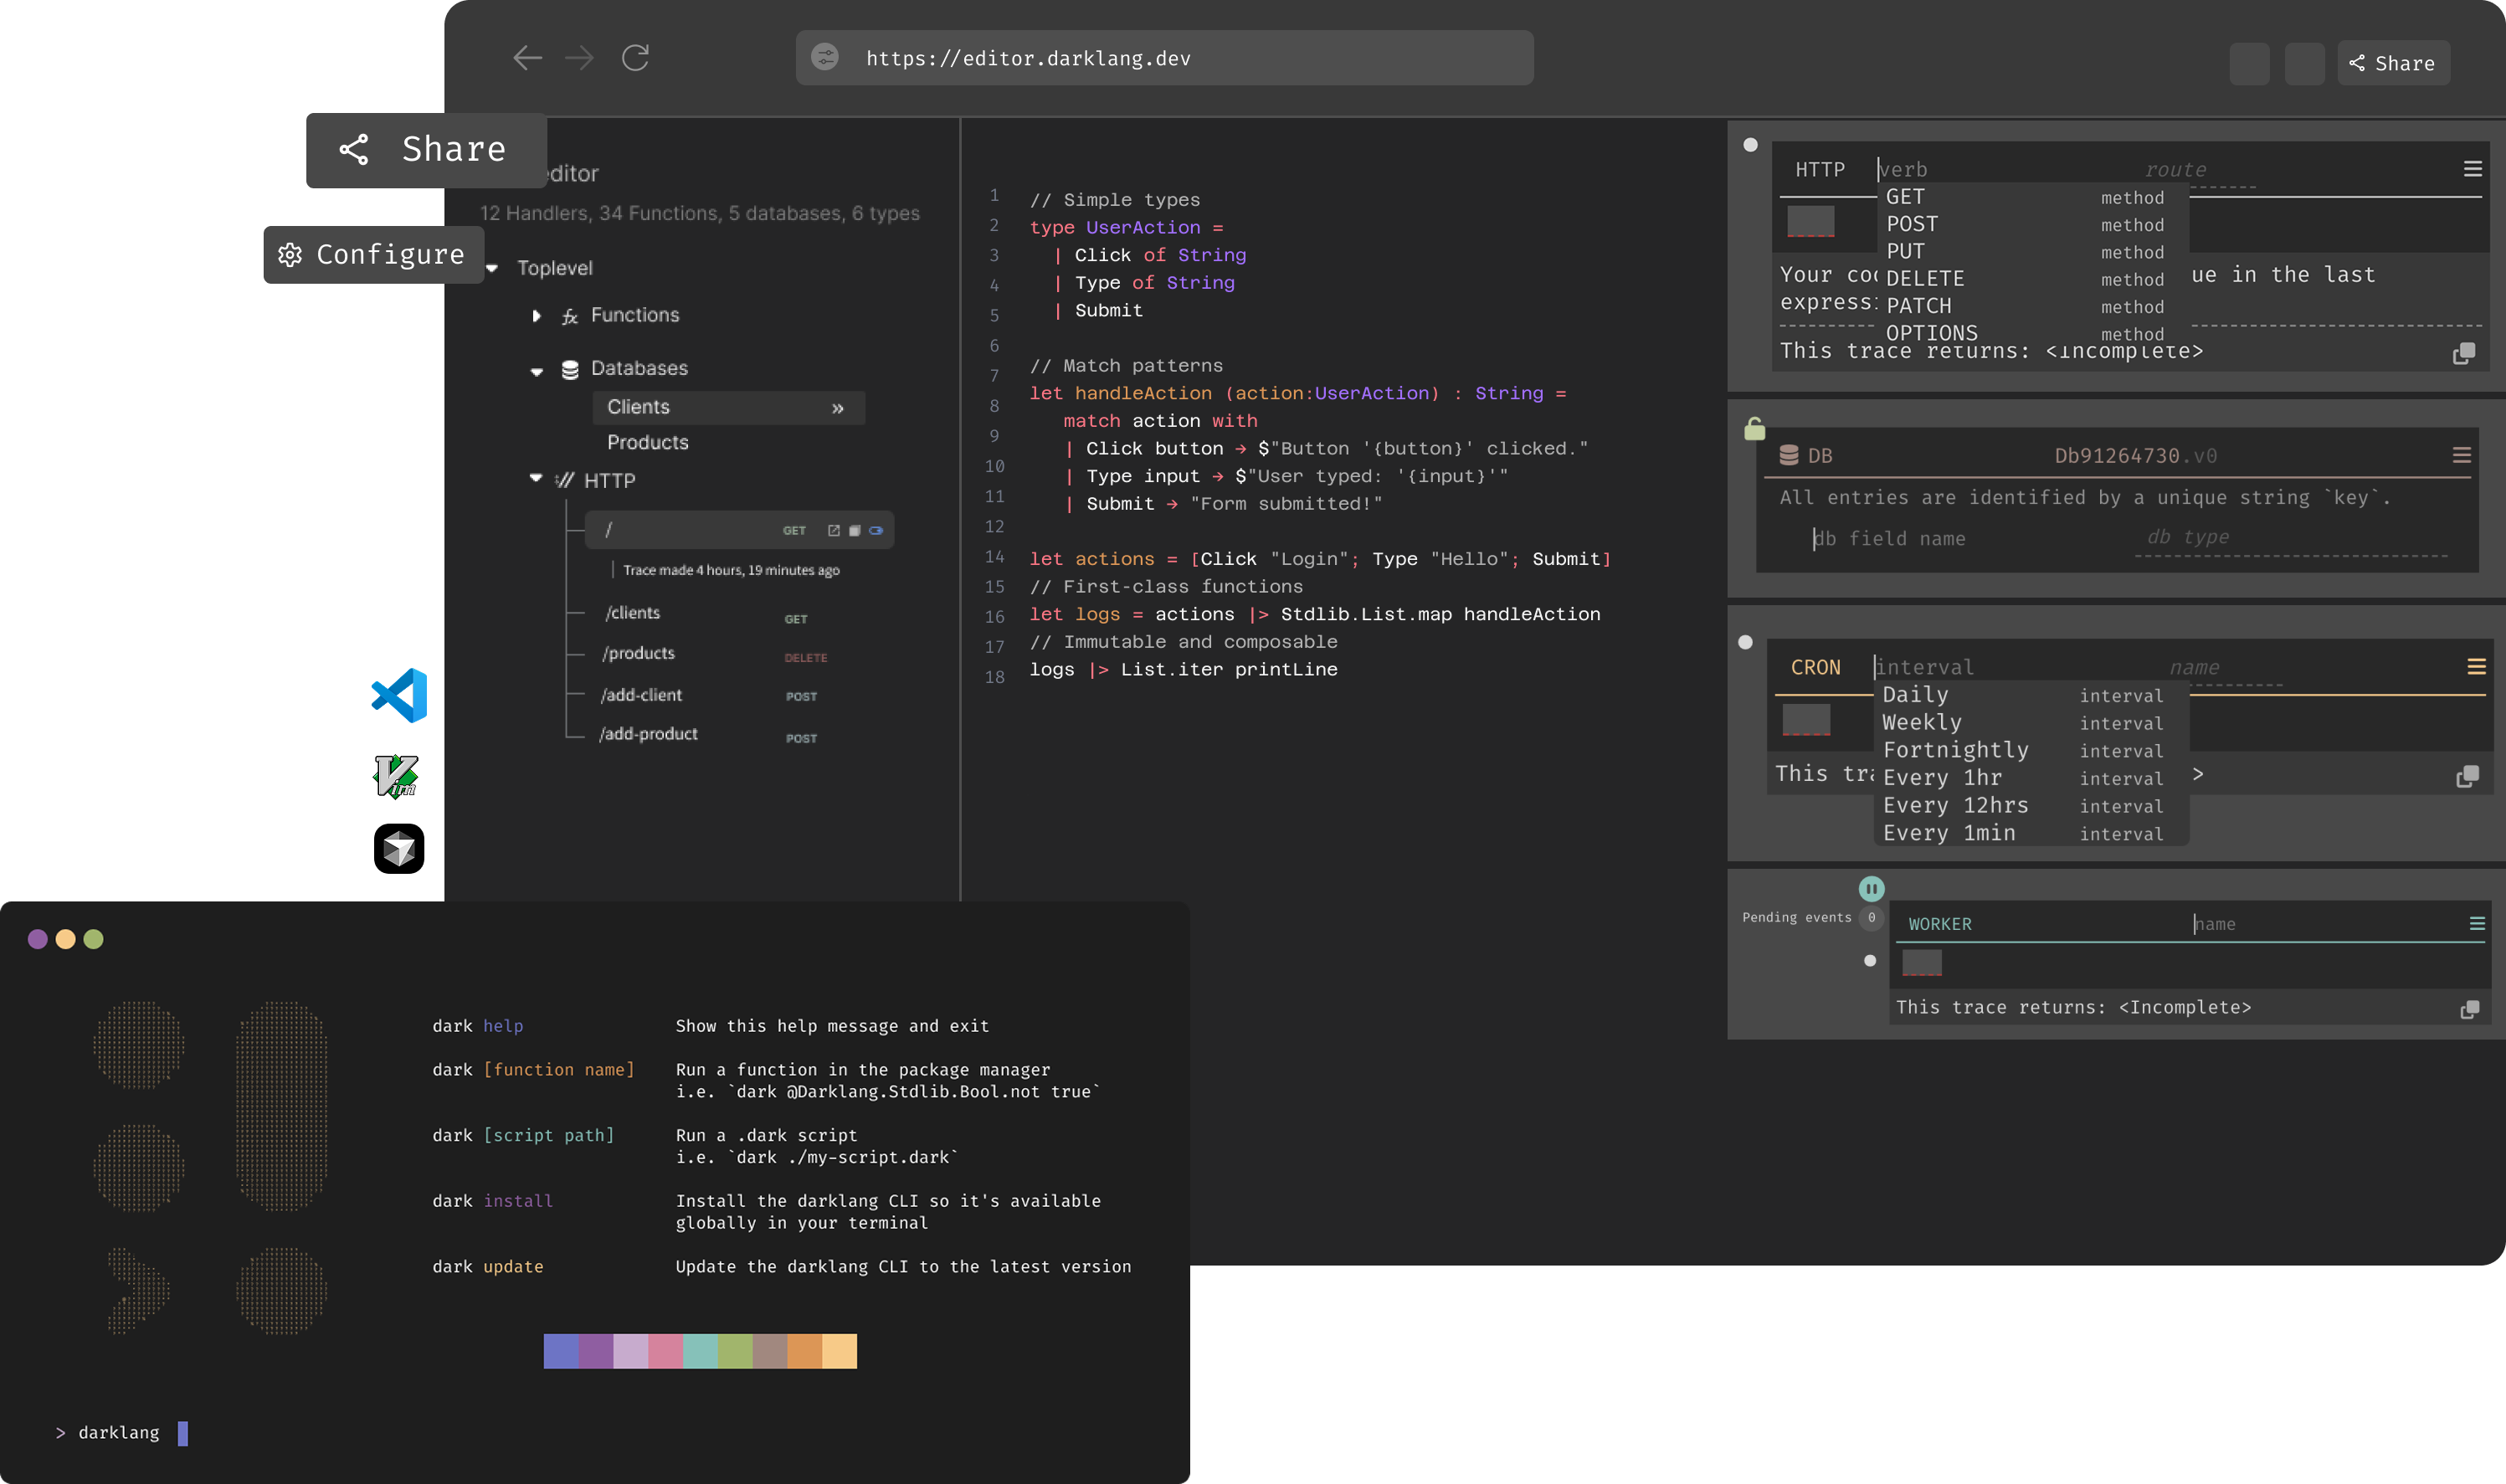 https://editor.darklang.dev
Share
Share
Configure
editor
12 Handlers, 34 Functions, 5 databases, 6 types
Toplevel
fx Functions
Databases
Clients »
Products
HTTP
/ GET
Trace made 4 hours, 19 minutes ago
/clients GET
/products DELETE
/add-client POST
/add-product POST
1 // Simple types
2 type UserAction =
3 | Click of String
4 | Type of String
5 | Submit
6
7 // Match patterns
8 let handleAction (action:UserAction) : String =
9 match action with
10 | Click button → $"Button '{button}' clicked."
11 | Type input → $"User typed: '{input}'"
12 | Submit → "Form submitted!"
14 let actions = [Click "Login"; Type "Hello"; Submit]
15 // First-class functions
16 let logs = actions |> Stdlib.List.map handleAction
17 // Immutable and composable
18 logs |> List.iter printLine
HTTP verb route
GET method
POST method
PUT method
DELETE method
PATCH method
OPTIONS method
Your ue in the last
This trace returns: <Incomplete>
DB Db91264730.v0
All entries are identified by a unique string `key`.
db field name db type
CRON interval name
Daily interval
Weekly interval
Fortnightly interval
Every 1hr interval
Every 12hrs interval
Every 1min interval
This >
Pending events 0
WORKER name
This trace returns: <Incomplete>
Vim
dark help Show this help message and exit
dark [function name] Run a function in the package manager
i.e. `dark @Darklang.Stdlib.Bool.not true`
dark [script path] Run a .dark script
i.e. `dark ./my-script.dark`
dark install Install the darklang CLI so it's available
globally in your terminal
dark update Update the darklang CLI to the latest version
> darklang